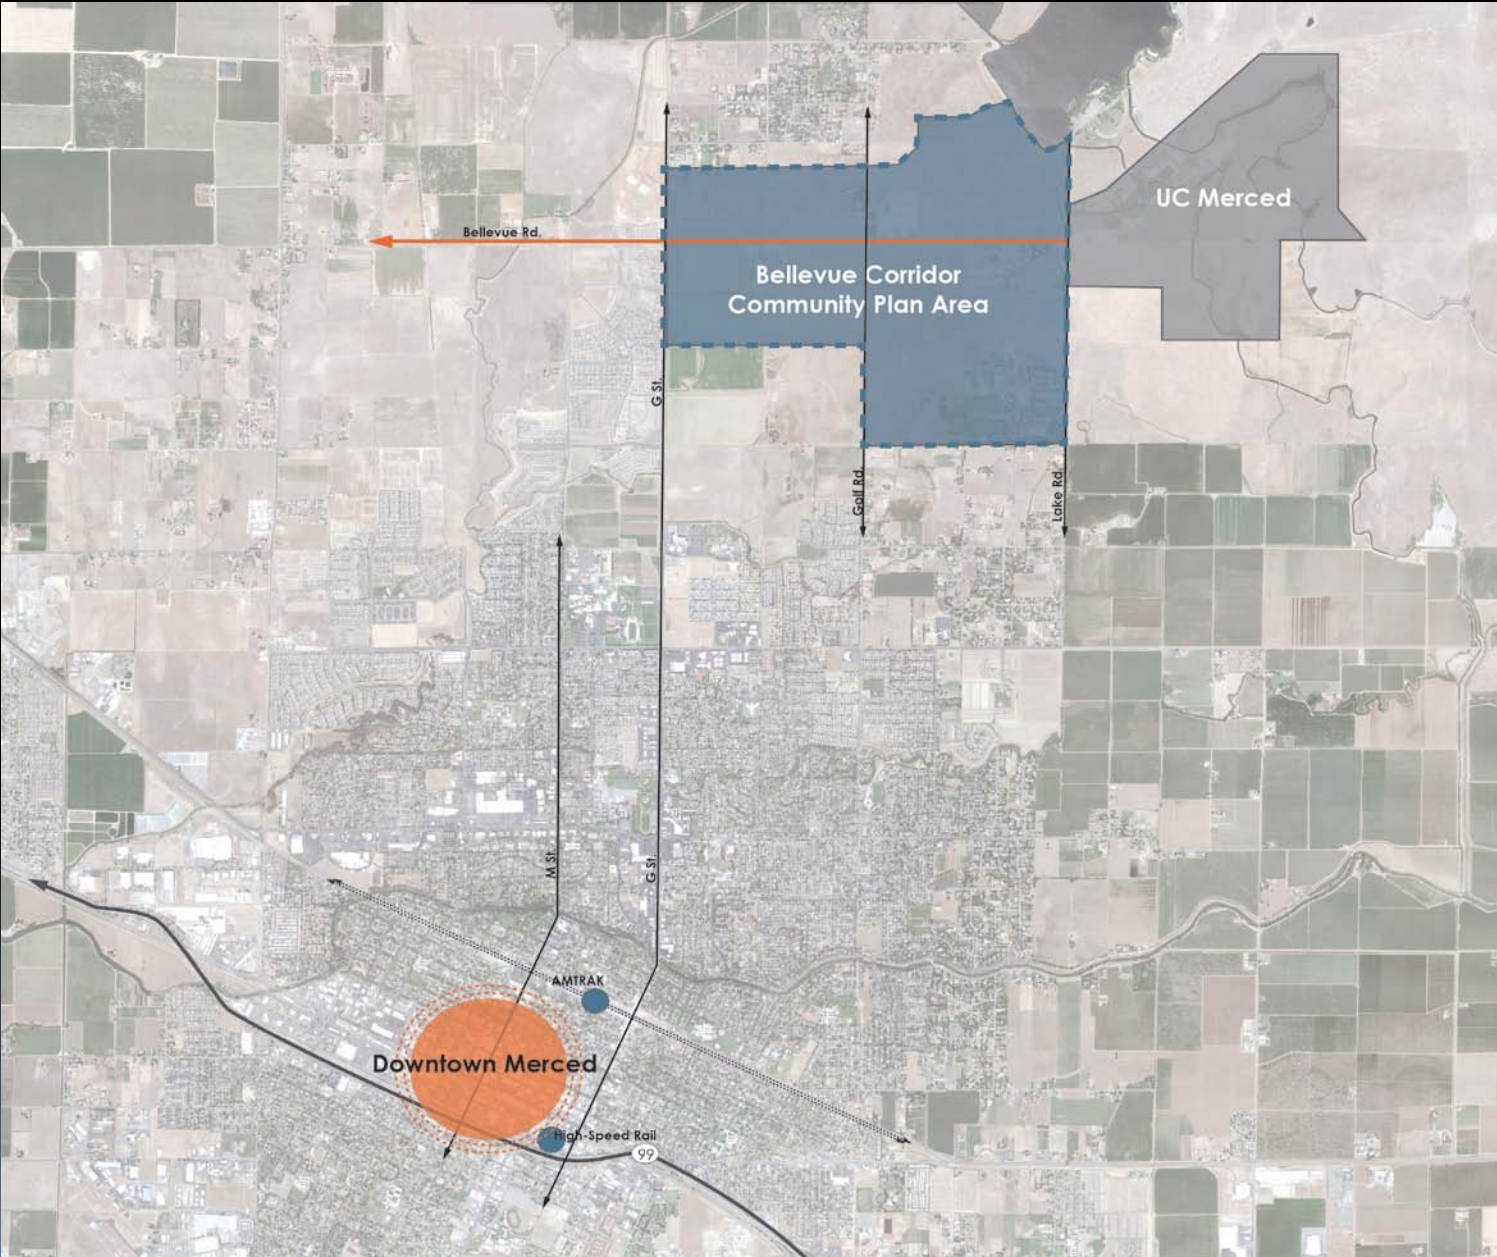 UC Merced
Bellevue Rd.
Bellevue Corridor
Community Plan Area
G St.
Golf Rd.
Lake Rd.
M St.
G St.
AMTRAK
Downtown Merced
High-Speed Rail
99